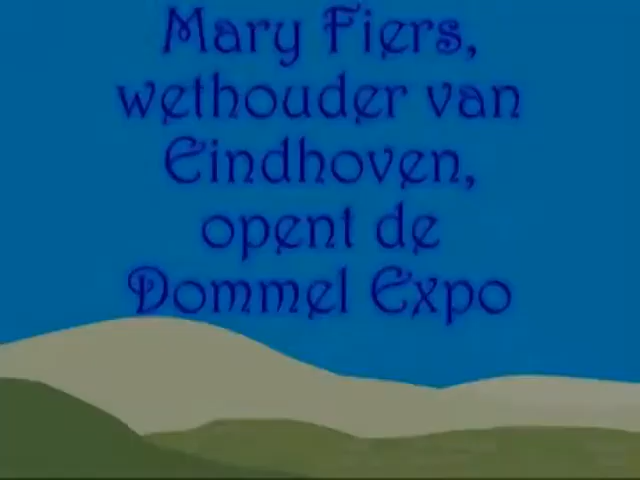 Mary Fiers,
wethouder van
Eindhoven,
opent de
Dommel Expo